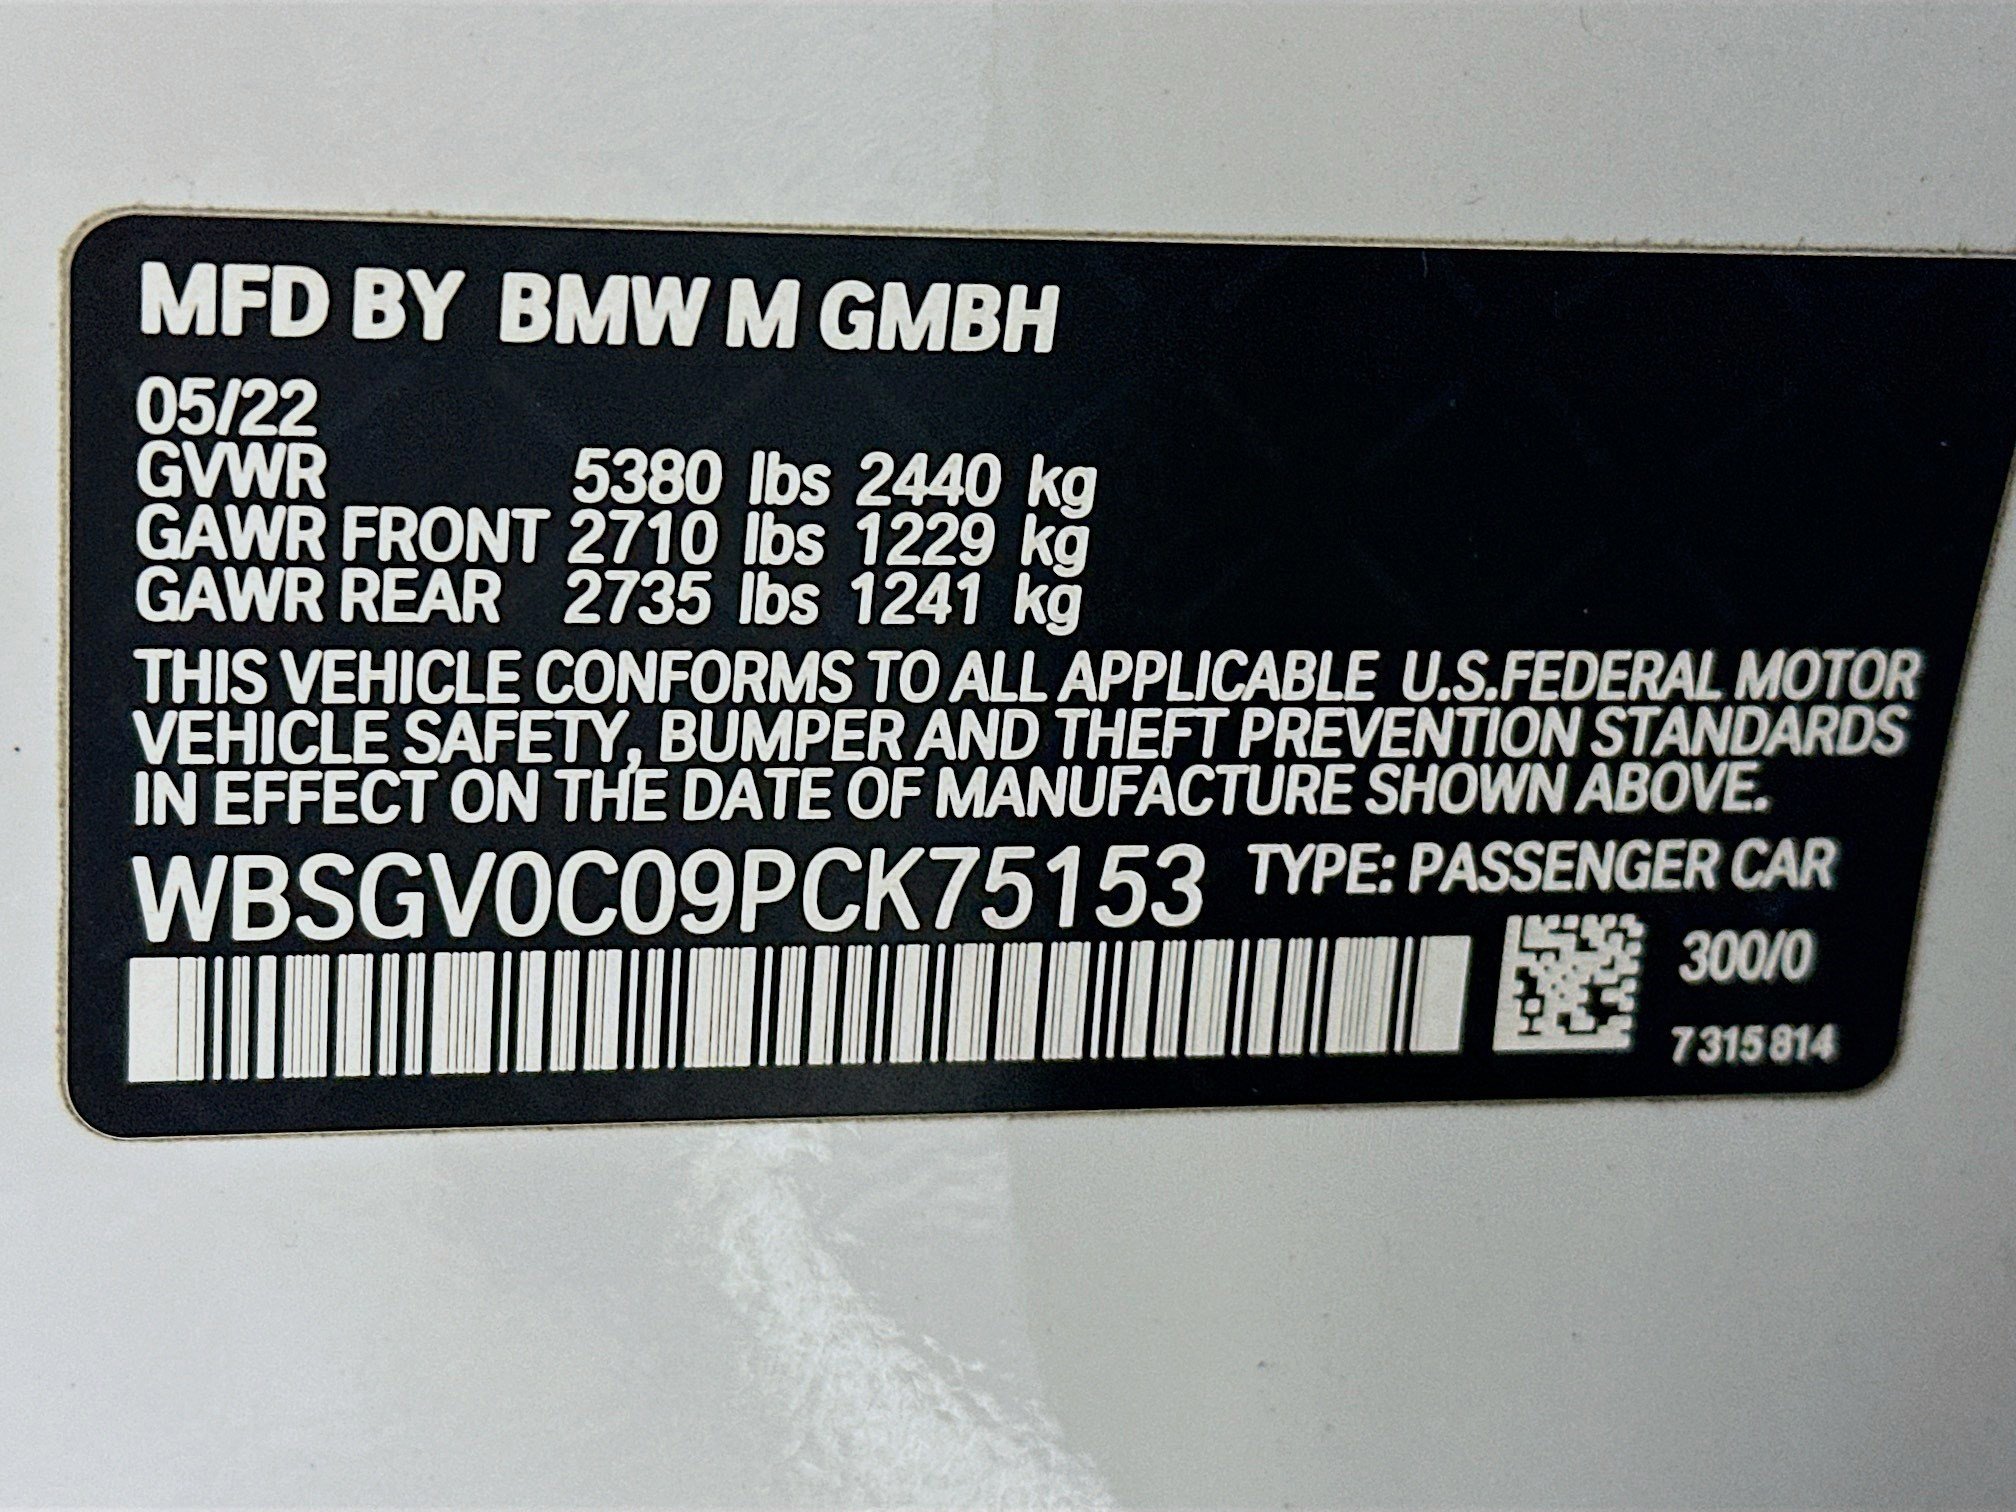 MFD BY BMW M GMBH
05/22
GVWR 5380 lbs 2440 kg
GAWR FRONT 2710 lbs 1229 kg
GAWR REAR 2735 lbs 1241 kg
THIS VEHICLE CONFORMS TO ALL APPLICABLE U.S.FEDERAL MOTOR
VEHICLE SAFETY, BUMPER AND THEFT PREVENTION STANDARDS
IN EFFECT ON THE DATE OF MANUFACTURE SHOWN ABOVE.
WBSGV0C09PCK75153 TYPE: PASSENGER CAR
300/0
7 315 814